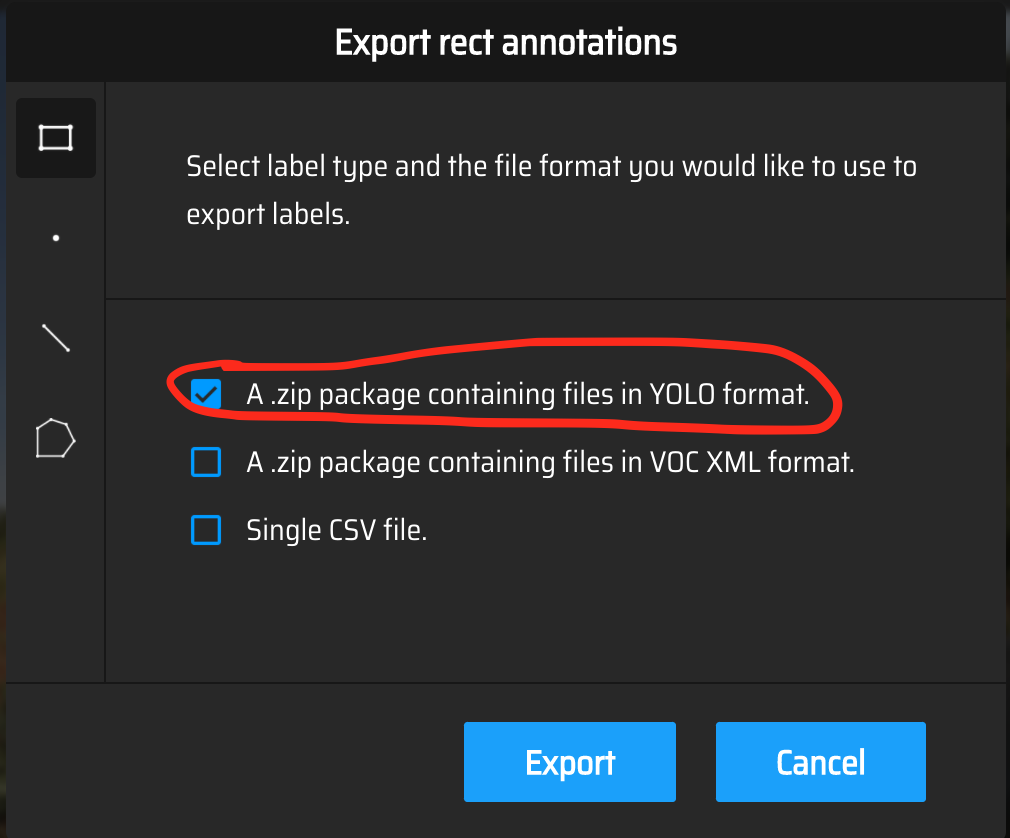 Export rect annotations
Select label type and the file format you would like to use to
export labels.
A .zip package containing files in YOLO format.
A .zip package containing files in VOC XML format.
Single CSV file.
Export
Cancel